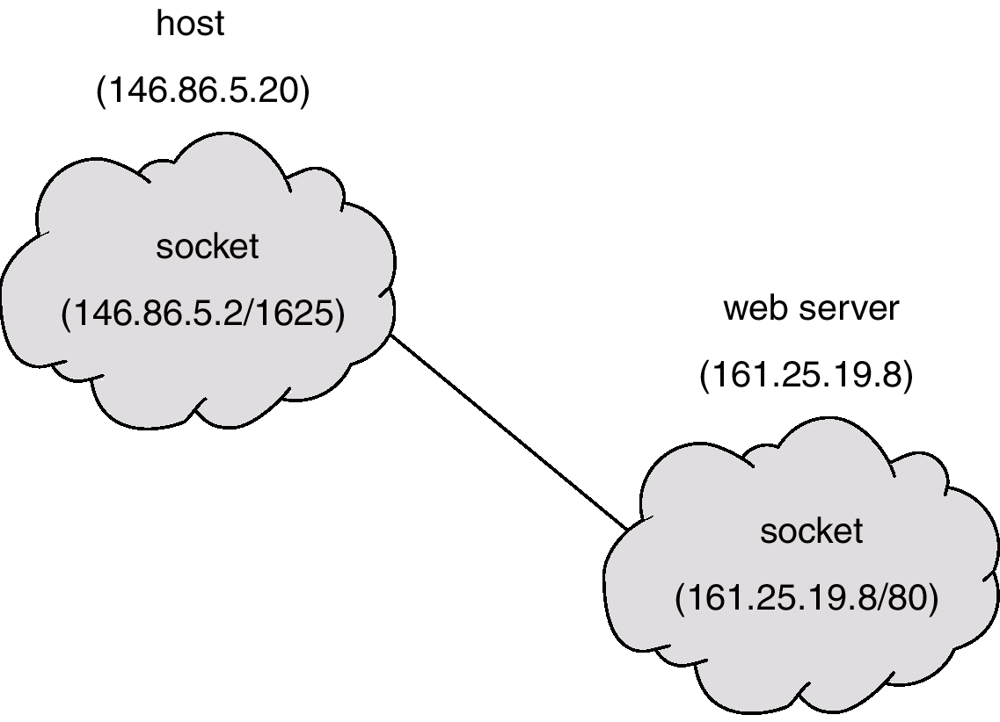 host
(146.86.5.20)
socket
(146.86.5.2/1625)
web server
(161.25.19.8)
socket
(161.25.19.8/80)